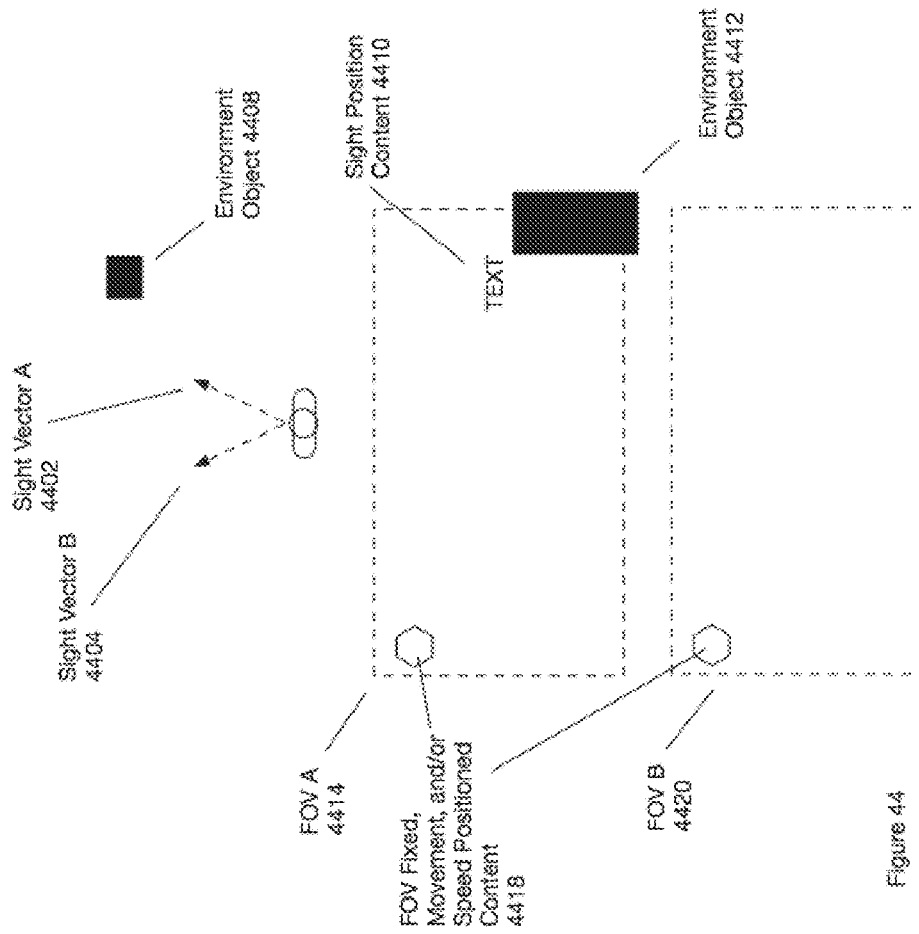 Sight Vector A
4402
Sight Vector B
4404
Environment
Object 4408
FOV A
4414
Sight Position
Content 4410
TEXT
FOV Fixed,
Movement, and/or
Speed Positioned
Content
4418
Environment
Object 4412
FOV B
4420
Figure 44